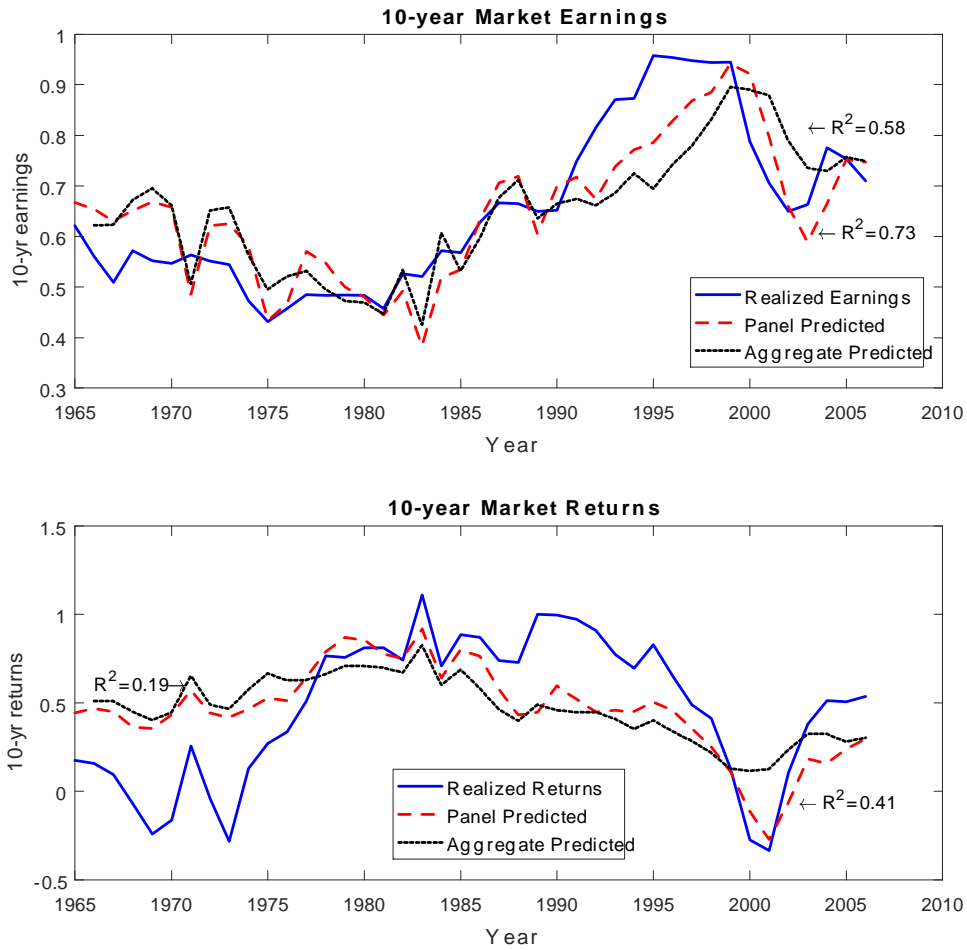 10-year Market Earnings
1
0.9
0.8
0.7
0.6
0.5
0.4
0.3
10-yr earnings
← R²=0.58
← R²=0.73
Realized Earnings
Panel Predicted
Aggregate Predicted
1965 1970 1975 1980 1985 1990 1995 2000 2005 2010
Year
10-year Market Returns
1.5
1
0.5
0
-0.5
10-yr returns
R²=0.19→
← R²=0.41
Realized Returns
Panel Predicted
Aggregate Predicted
1965 1970 1975 1980 1985 1990 1995 2000 2005 2010
Year